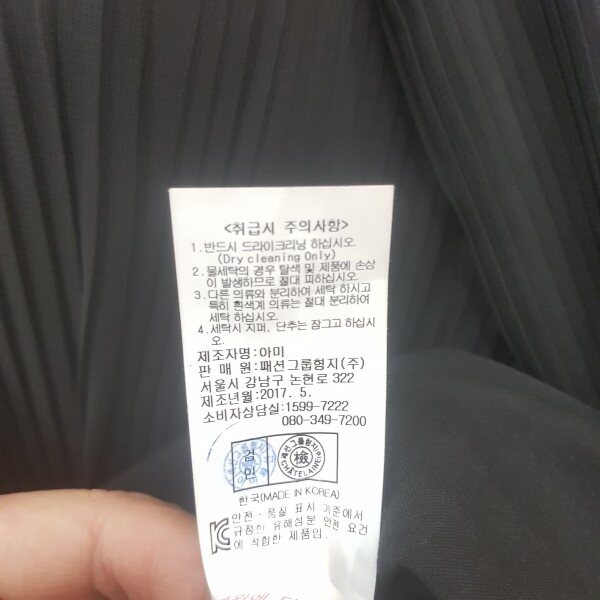 <취급시 주의사항>
1.반드시 드라이크리닝 하십시오.
(Dry cleaning Only)
2.물세탁의 경우 탈색 및 제품에 손상
이 발생하므로 절대 피하십시오.
3.다른 의류와 분리하여 세탁 하시고
특히 흰색계 의류는 절대 분리하여
세탁 하십시오.
4.세탁시 지퍼, 단추는 잠그고 하십시
오.
제조자명:아미
판 매 원:패션그룹형지(주)
서울시 강남구 논현로 322
제조년월:2017. 5.
소비자상담실:1599-7222
080-349-7200
검
인
패션그룹형지(주)
檢
CHATELAINE
한국(MADE IN KOREA)
안전·품질 표시 기준에서
규정한 유해성분 안전 요건
에 적합한 제품임.